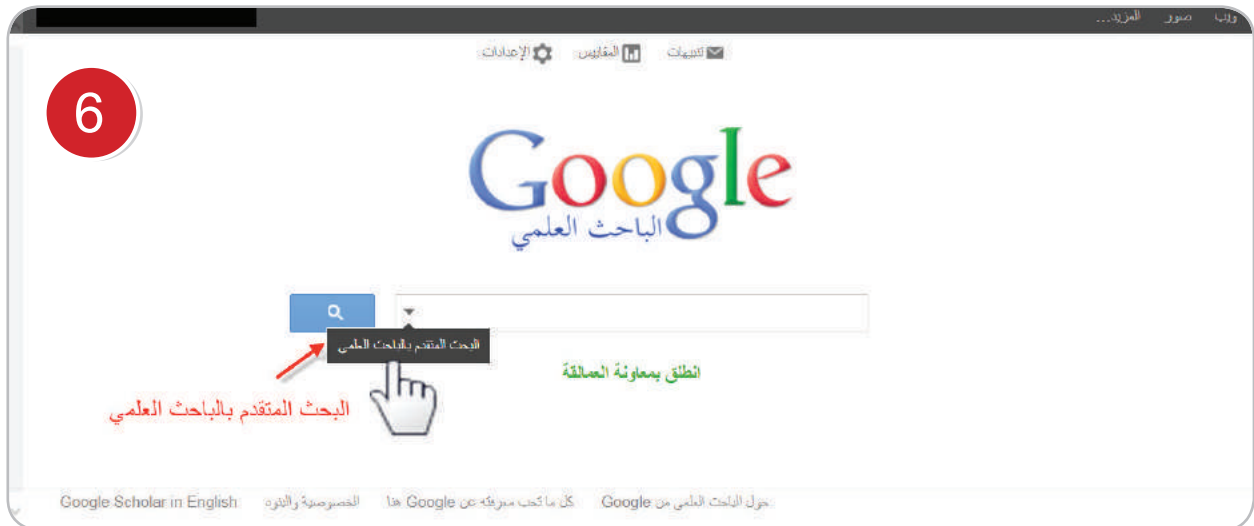 ويب صور المزيد...
تنبيهات المقاييس الإعدادات
6
Google
الباحث العلمي
البحث المتقدم بالباحث العلمي
انطلق بمعاونة العمالقة
البحث المتقدم بالباحث العلمي
حول الباحث العلمي من Google كل ما تحب معرفته عن Google هنا الخصوصية والبنود Google Scholar in English